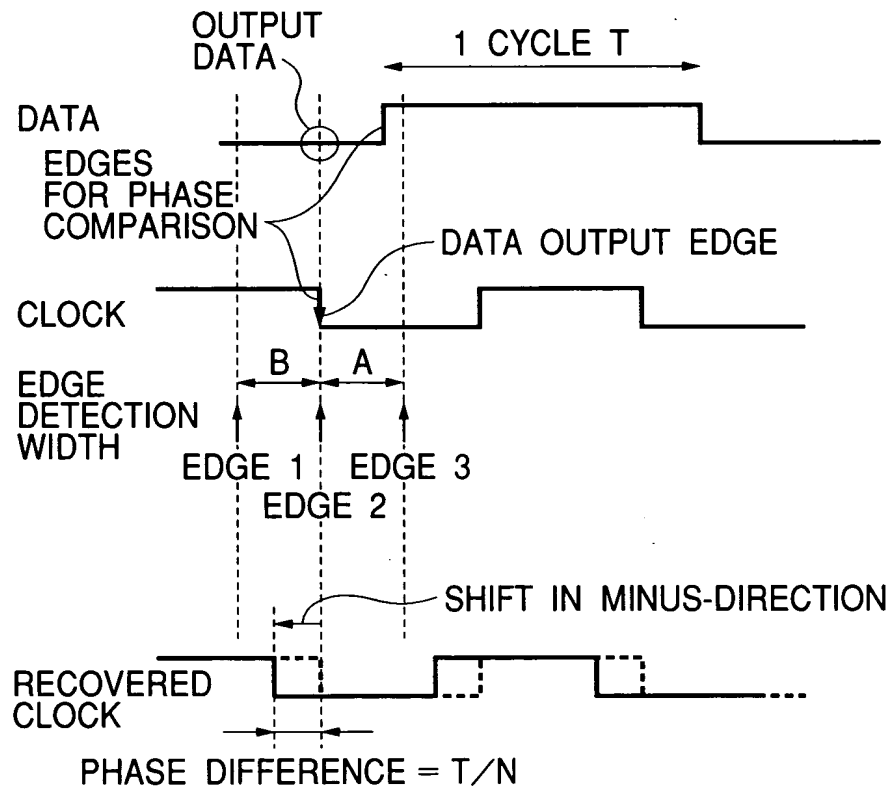 OUTPUT
DATA
1 CYCLE T
DATA
EDGES
FOR PHASE
COMPARISON
DATA OUTPUT EDGE
CLOCK
B
A
EDGE
DETECTION
WIDTH
EDGE 1
EDGE 3
EDGE 2
SHIFT IN MINUS-DIRECTION
RECOVERED
CLOCK
PHASE DIFFERENCE = T/N